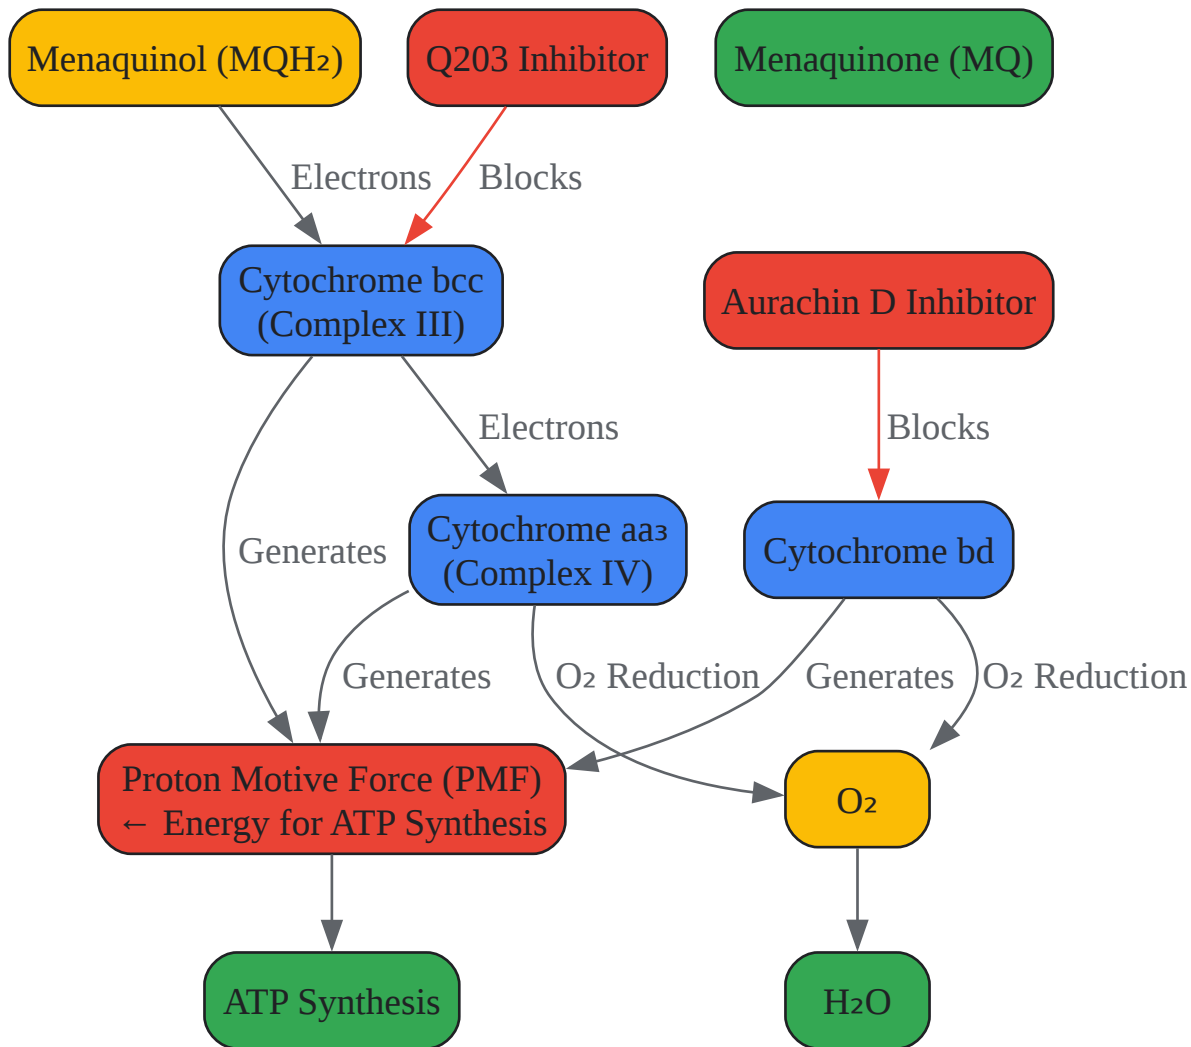 Menaquinol (MQH₂)
Q203 Inhibitor
Menaquinone (MQ)
Electrons
Blocks
Cytochrome bcc
(Complex III)
Aurachin D Inhibitor
Electrons
Blocks
Generates
Cytochrome aa₃
(Complex IV)
Cytochrome bd
Generates
O₂ Reduction
Generates
O₂ Reduction
Proton Motive Force (PMF)
← Energy for ATP Synthesis
O₂
ATP Synthesis
H₂O